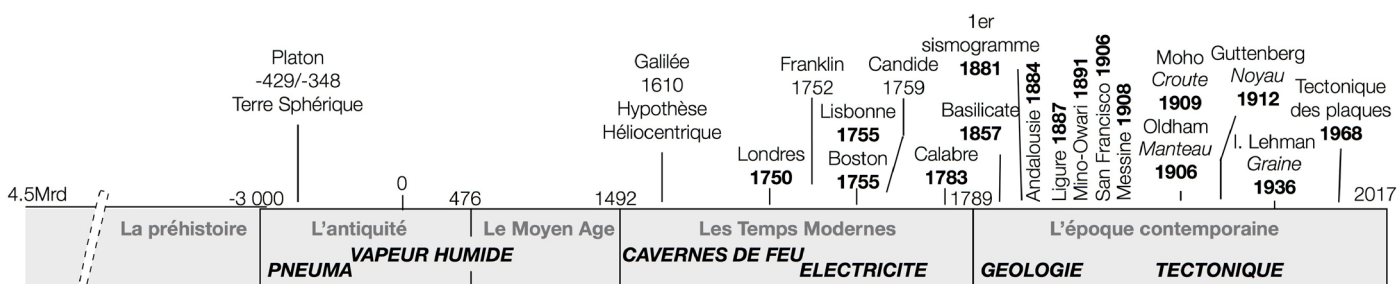 1er
sismogramme
1881
Platon
-429/-348
Terre Sphérique
Galilée
1610
Hypothèse
Héliocentrique
Franklin
1752
Candide
1759
Lisbonne
1755
Londres
1750
Boston
1755
Basilicate
1857
Calabre
1783
Andalousie 1884
Ligure 1887
Mino-Owari 1891
San Francisco 1906
Messine 1908
Moho
Croute
1909
Oldham
Manteau
1906
Guttenberg
Noyau
1912
I. Lehman
Graine
1936
Tectonique
des plaques
1968
4.5Mrd
-3 000
0
476
1492
1789
2017
La préhistoire
L'antiquité
Le Moyen Age
Les Temps Modernes
L'époque contemporaine
PNEUMA
VAPEUR HUMIDE
CAVERNES DE FEU
ELECTRICITE
GEOLOGIE
TECTONIQUE